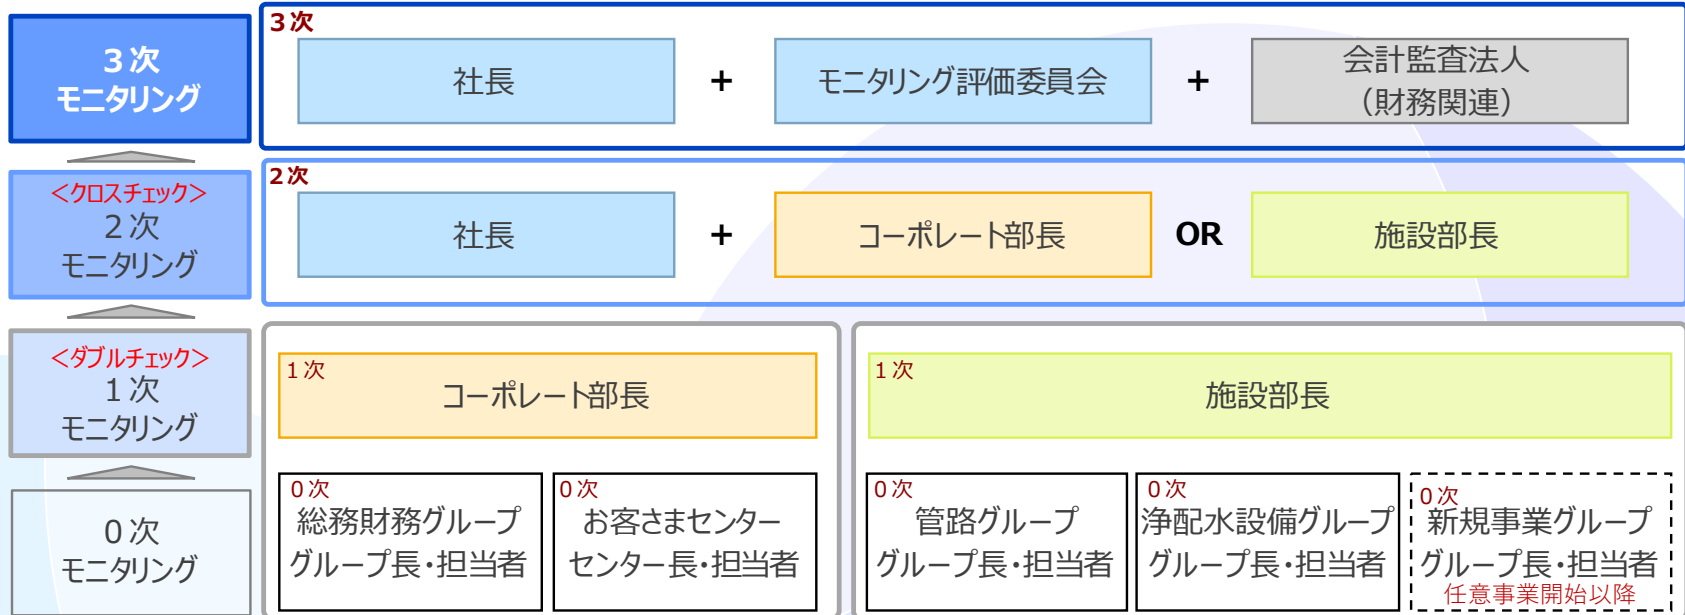 3次
モニタリング
3次
社長
+
モニタリング評価委員会
+
会計監査法人
（財務関連）
＜クロスチェック＞
2次
モニタリング
2次
社長
+
コーポレート部長
OR
施設部長
＜ダブルチェック＞
1次
モニタリング
1次
コーポレート部長
1次
施設部長
0次
モニタリング
0次
総務財務グループ
グループ長・担当者
0次
お客さまセンター
センター長・担当者
0次
管路グループ
グループ長・担当者
0次
浄配水設備グループ
グループ長・担当者
0次
新規事業グループ
グループ長・担当者
任意事業開始以降